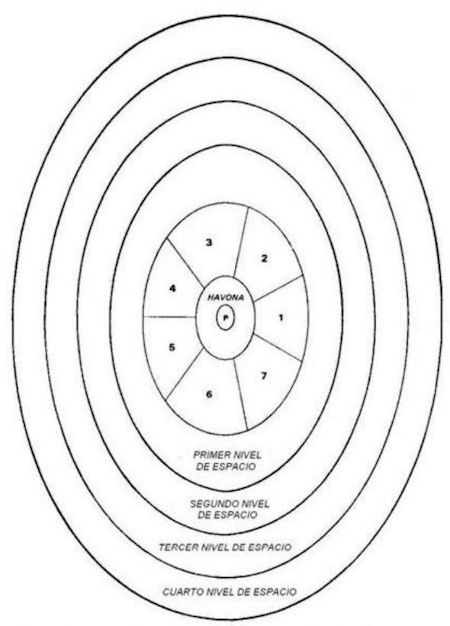 3
2
4
HAVONA
P
1
5
7
6
PRIMER NIVEL
DE ESPACIO
SEGUNDO NIVEL
DE ESPACIO
TERCER NIVEL DE ESPACIO
CUARTO NIVEL DE ESPACIO